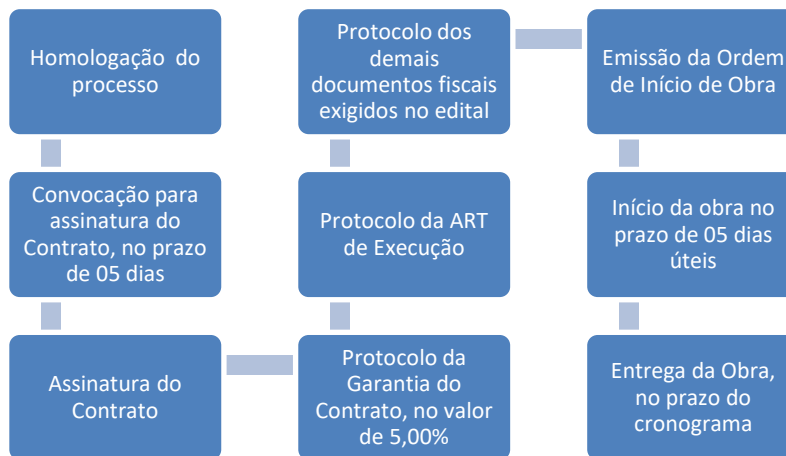 Homologação do
processo
Convocação para
assinatura do
Contrato, no prazo
de 05 dias
Assinatura do
Contrato
Protocolo da
Garantia do
Contrato, no valor
de 5,00%
Protocolo da ART
de Execução
Protocolo dos
demais
documentos fiscais
exigidos no edital
Emissão da Ordem
de Início de Obra
Início da obra no
prazo de 05 dias
úteis
Entrega da Obra,
no prazo do
cronograma